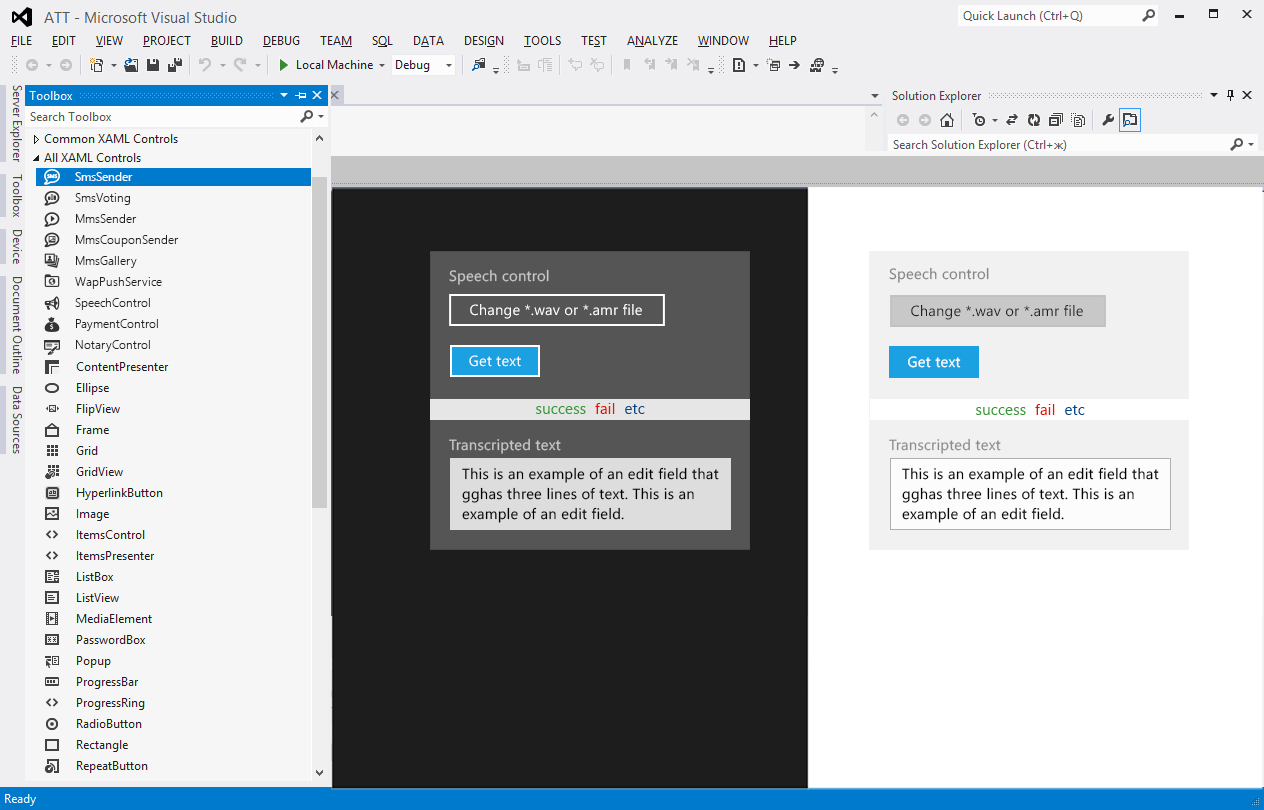 ATT - Microsoft Visual Studio
Quick Launch (Ctrl+Q)
FILE EDIT VIEW PROJECT BUILD DEBUG TEAM SQL DATA DESIGN TOOLS TEST ANALYZE WINDOW HELP
Local Machine Debug
Server Explorer
Toolbox
Device
Document Outline
Data Sources
Toolbox
Search Toolbox
Common XAML Controls
All XAML Controls
SMS SmsSender
SmsVoting
MmsSender
MmsCouponSender
MmsGallery
WapPushService
SpeechControl
PaymentControl
NotaryControl
ContentPresenter
Ellipse
FlipView
Frame
Grid
GridView
HyperlinkButton
Image
ItemsControl
ItemsPresenter
ListBox
ListView
MediaElement
PasswordBox
Popup
ProgressBar
ProgressRing
RadioButton
Rectangle
RepeatButton
Speech control
Change *.wav or *.amr file
Get text
success fail etc
Transcripted text
This is an example of an edit field that
gghas three lines of text. This is an
example of an edit field.
Speech control
Change *.wav or *.amr file
Get text
success fail etc
Transcripted text
This is an example of an edit field that
gghas three lines of text. This is an
example of an edit field.
Solution Explorer
Search Solution Explorer (Ctrl+ж)
Ready